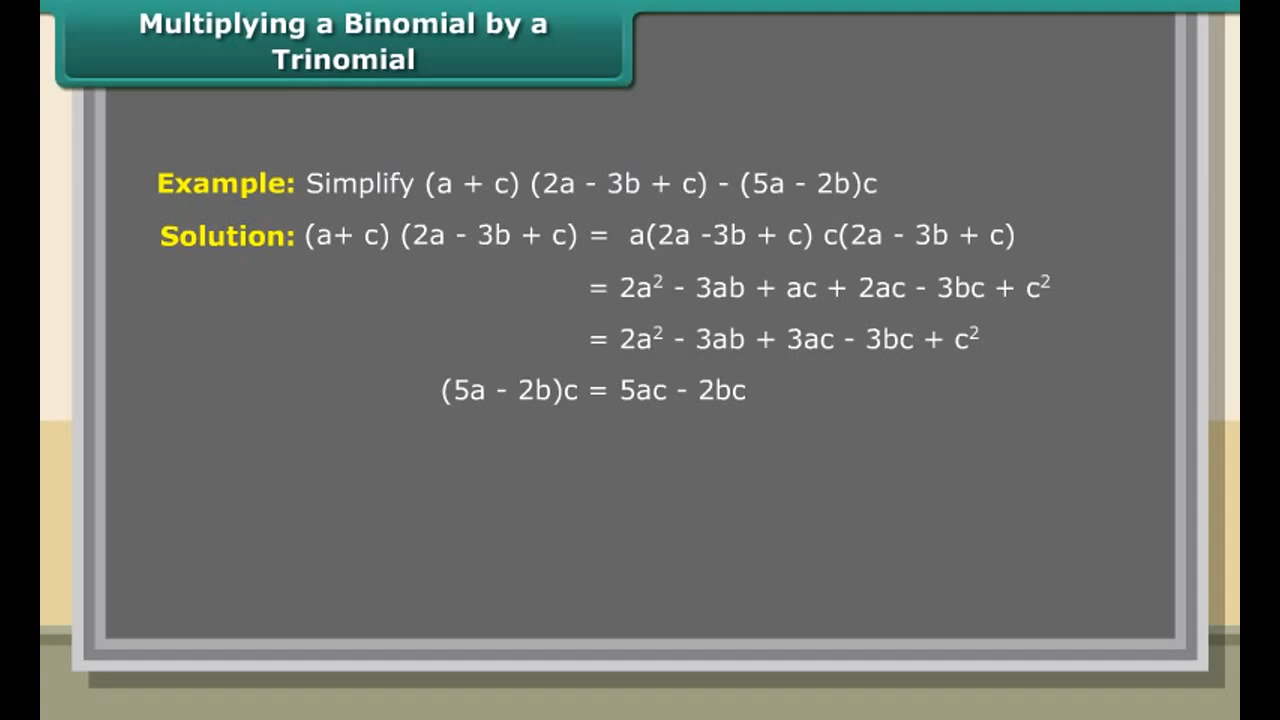 Multiplying a Binomial by a
Trinomial
Example: Simplify (a + c) (2a - 3b + c) - (5a - 2b)c
Solution: (a+ c) (2a - 3b + c) = a(2a -3b + c) c(2a - 3b + c)
= 2a² - 3ab + ac + 2ac - 3bc + c²
= 2a² - 3ab + 3ac - 3bc + c²
(5a - 2b)c = 5ac - 2bc